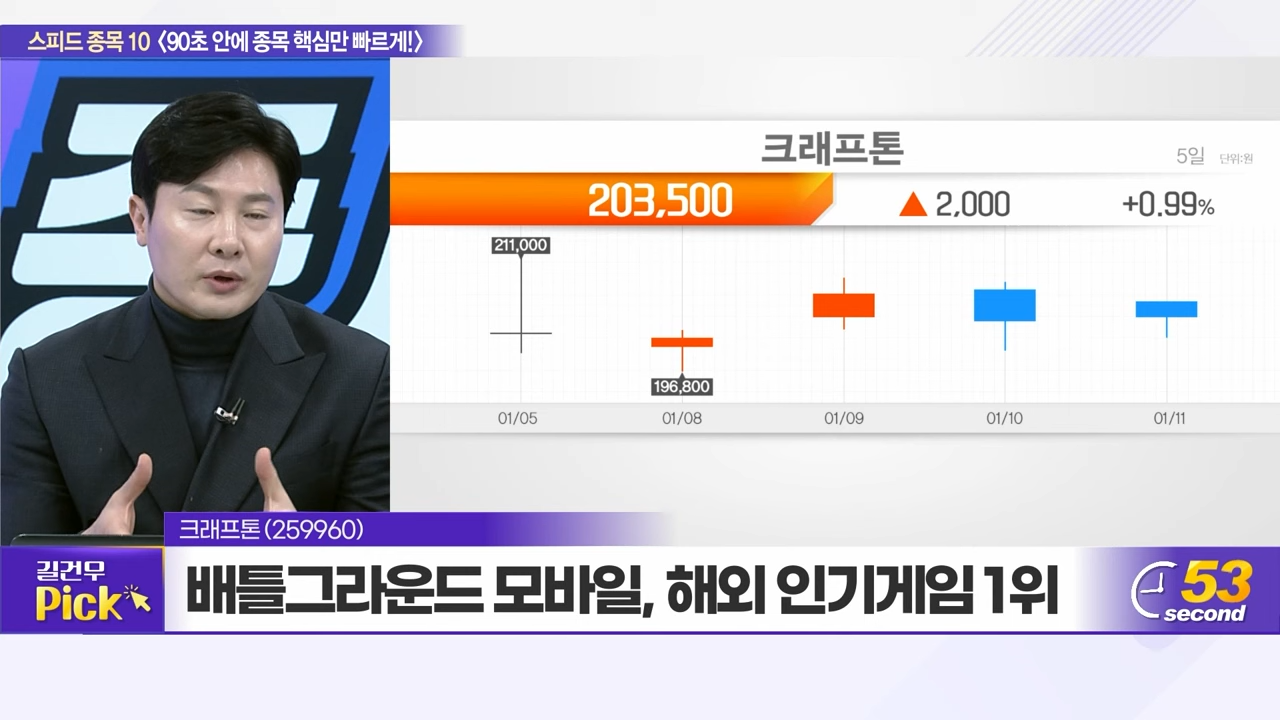 스피드 종목 10 <90초 안에 종목 핵심만 빠르게!>
크래프톤
5일 단위:원
203,500 ▲ 2,000 +0.99%
211,000
196,800
01/05 01/08 01/09 01/10 01/11
크래프톤 (259960)
길건무
Pick
배틀그라운드 모바일, 해외 인기게임 1위
53
second